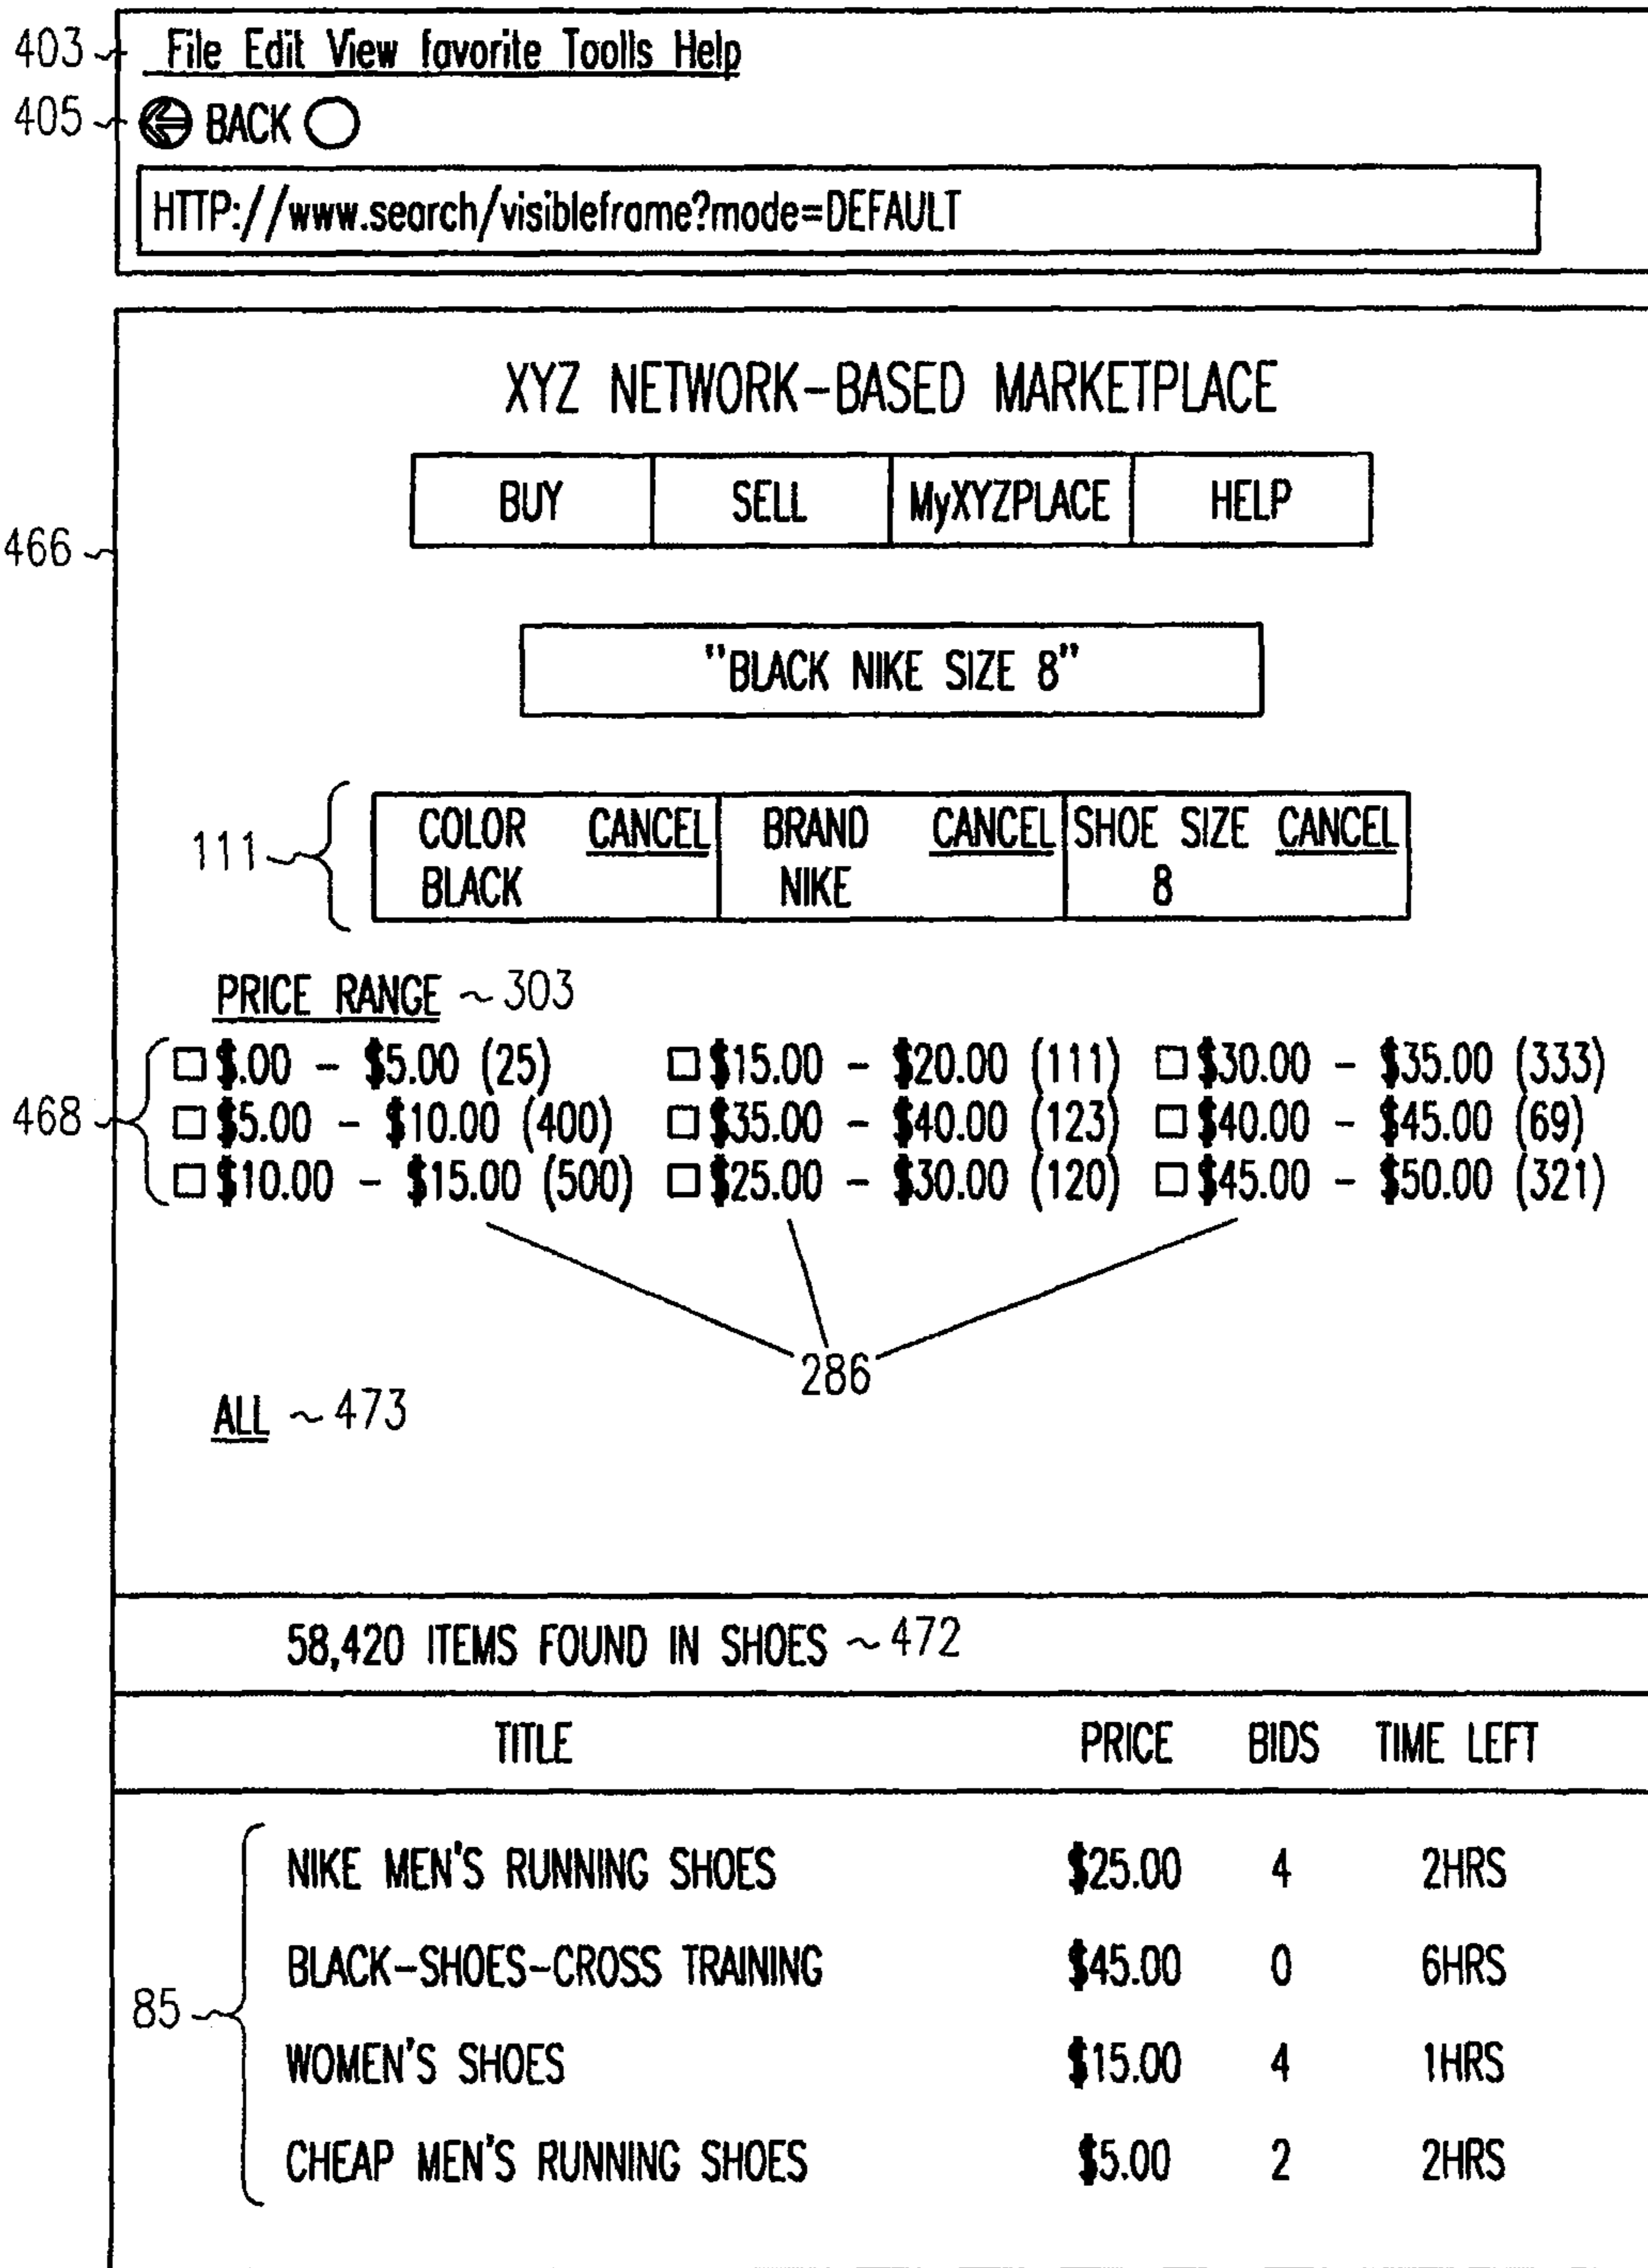 403 File Edit View favorite Toolls Help
405 BACK
HTTP://www.search/visibleframe?mode=DEFAULT
XYZ NETWORK-BASED MARKETPLACE
BUY SELL MyXYZPLACE HELP
466
"BLACK NIKE SIZE 8"
COLOR CANCEL BRAND CANCEL SHOE SIZE CANCEL
111
BLACK NIKE 8
PRICE RANGE ~303
$.00 - $5.00 (25) $15.00 - $20.00 (111) $30.00 - $35.00 (333)
468 $5.00 - $10.00 (400) $35.00 - $40.00 (123) $40.00 - $45.00 (69)
$10.00 - $15.00 (500) $25.00 - $30.00 (120) $45.00 - $50.00 (321)
286
ALL ~473
58,420 ITEMS FOUND IN SHOES ~472
TITLE PRICE BIDS TIME LEFT
NIKE MEN'S RUNNING SHOES $25.00 4 2HRS
BLACK-SHOES-CROSS TRAINING $45.00 0 6HRS
85
WOMEN'S SHOES $15.00 4 1HRS
CHEAP MEN'S RUNNING SHOES $5.00 2 2HRS